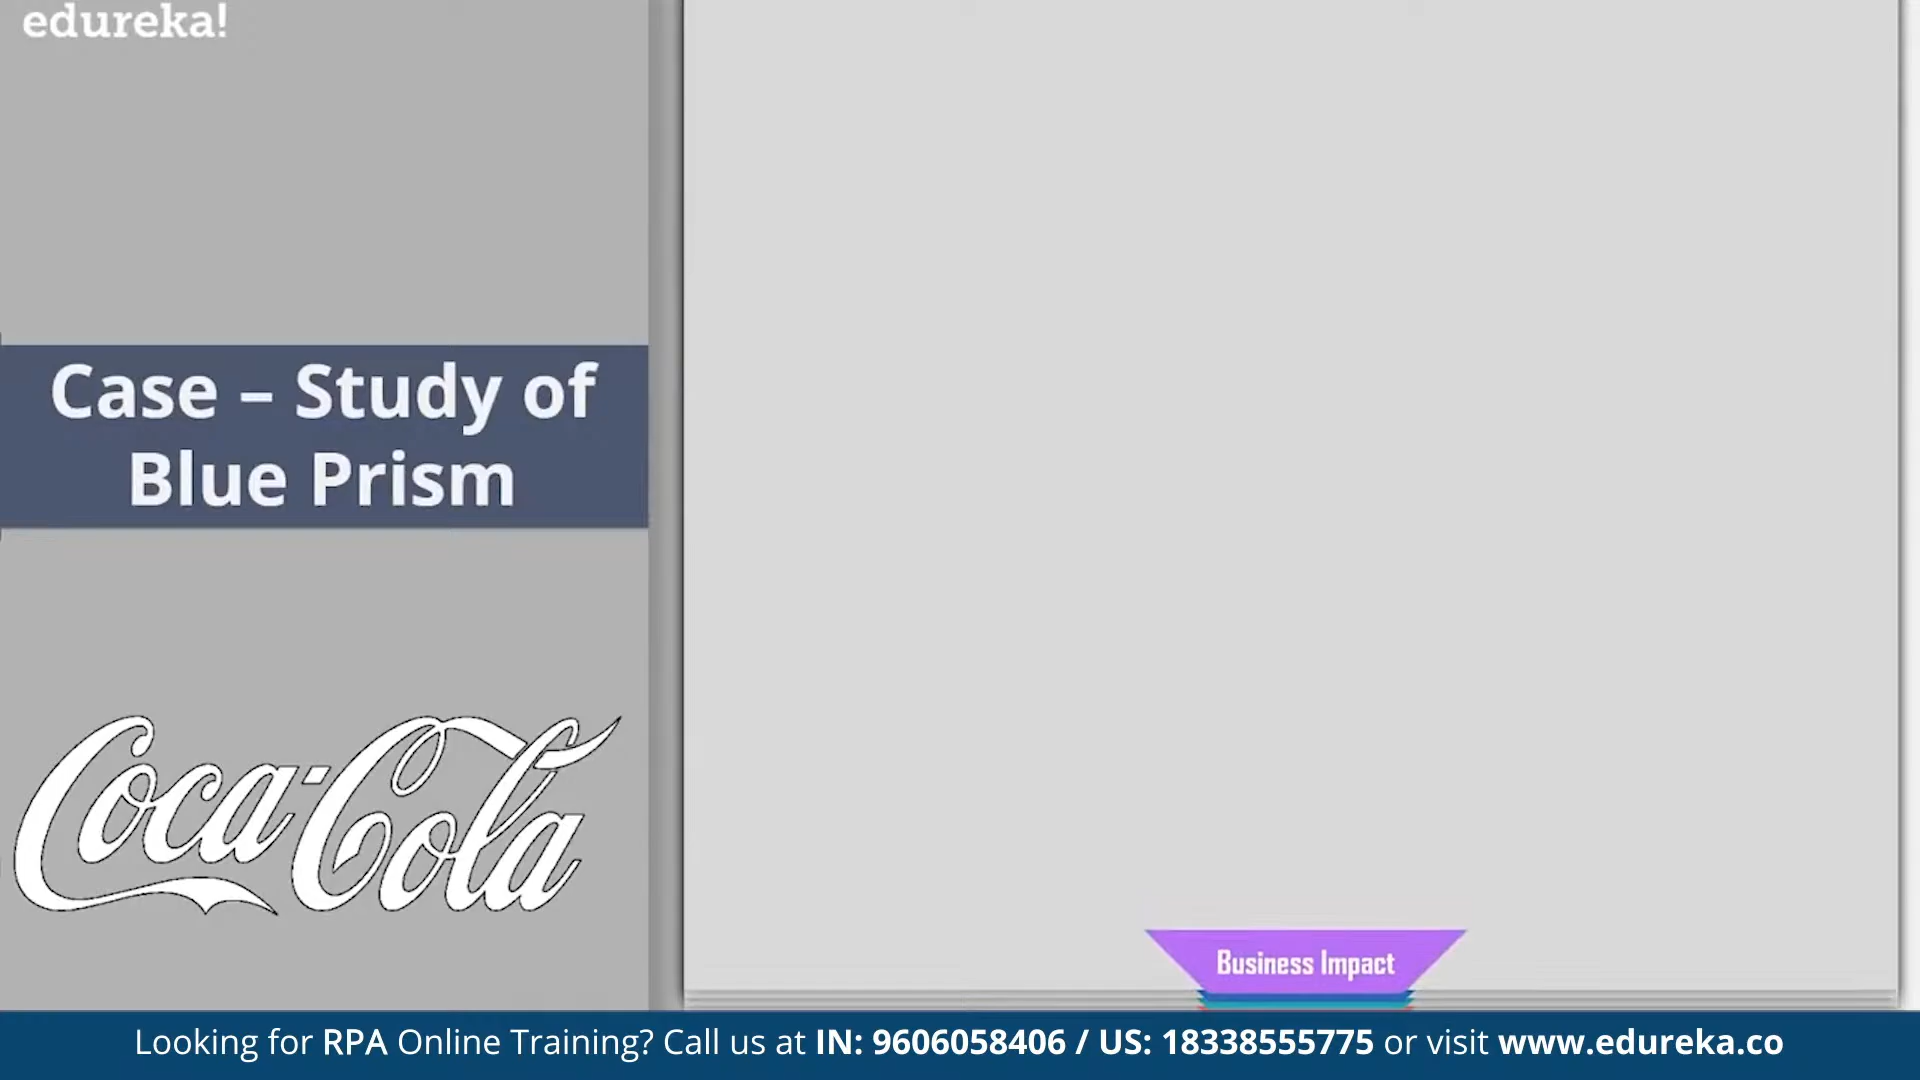 edureka!
Case – Study of
Blue Prism
Coca-Cola
Business Impact
Looking for RPA Online Training? Call us at IN: 9606058406 / US: 18338555775 or visit www.edureka.co